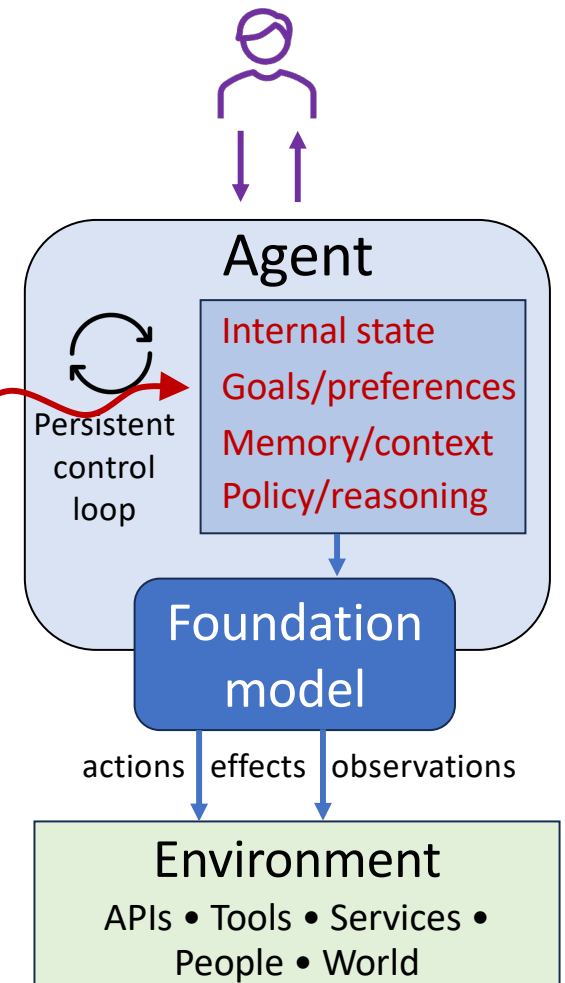 Agent
Internal state
Goals/preferences
Memory/context
Policy/reasoning
Persistent
control
loop
Foundation
model
actions effects observations
Environment
APIs • Tools • Services •
People • World